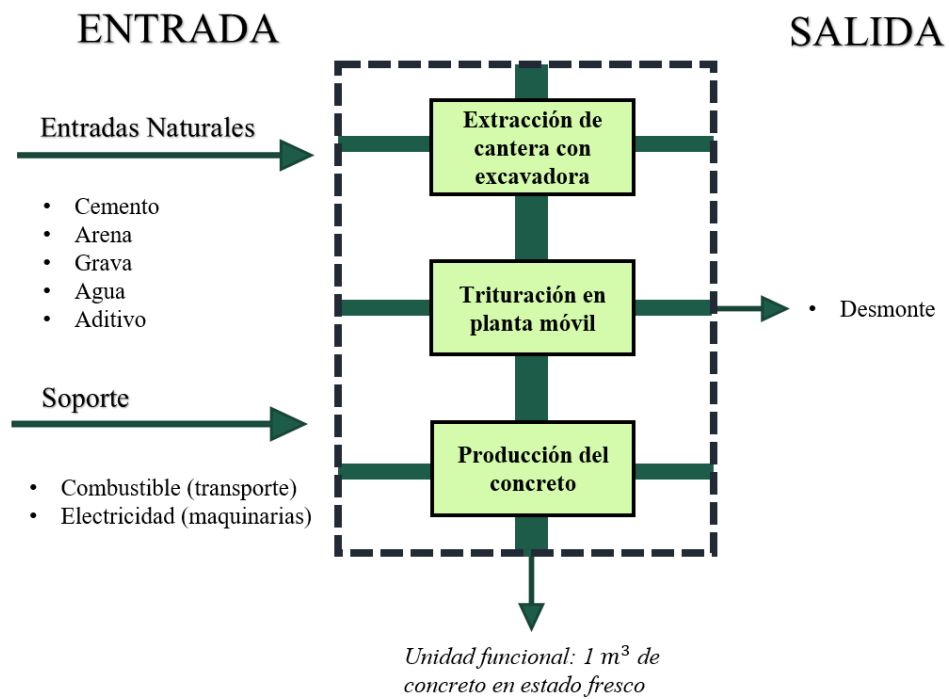 ENTRADA
SALIDA
Entradas Naturales
• Cemento
• Arena
• Grava
• Agua
• Aditivo
Soporte
• Combustible (transporte)
• Electricidad (maquinarias)
Extracción de
cantera con
excavadora
Trituración en
planta móvil
Producción del
concreto
• Desmonte
Unidad funcional: 1 m³ de
concreto en estado fresco